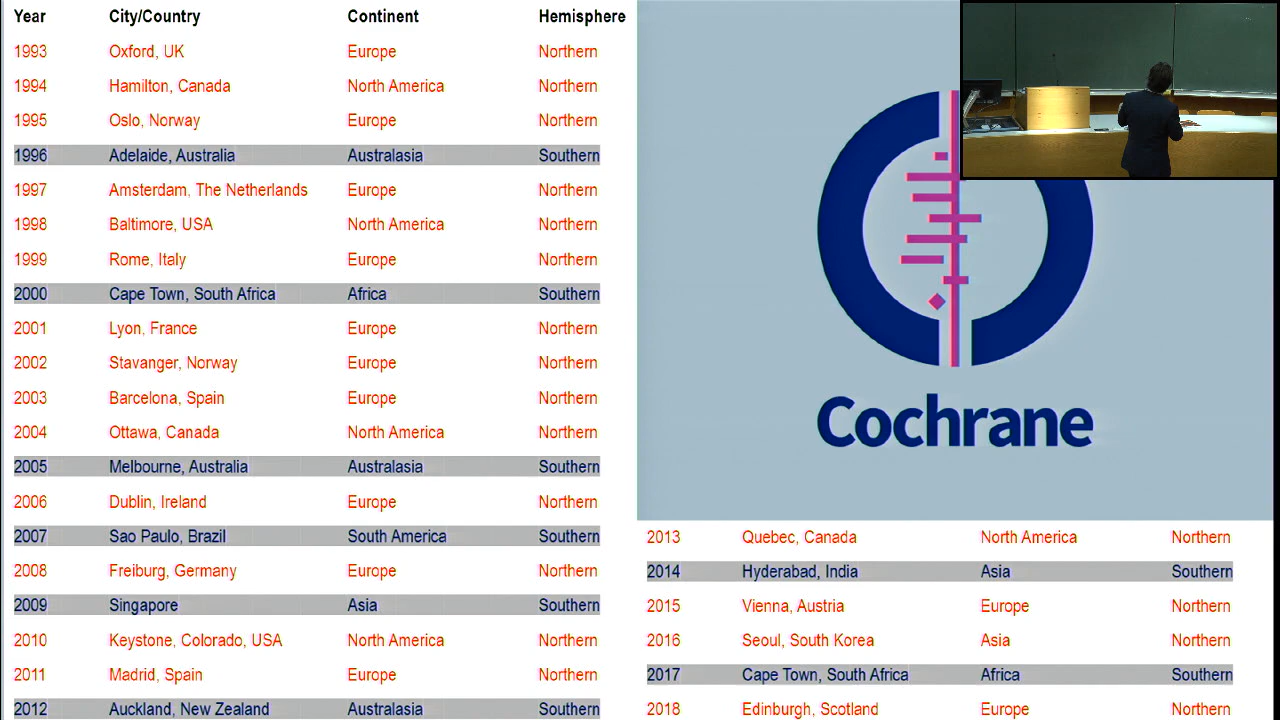 Year City/Country Continent Hemisphere
1993 Oxford, UK Europe Northern
1994 Hamilton, Canada North America Northern
1995 Oslo, Norway Europe Northern
1996 Adelaide, Australia Australasia Southern
1997 Amsterdam, The Netherlands Europe Northern
1998 Baltimore, USA North America Northern
1999 Rome, Italy Europe Northern
2000 Cape Town, South Africa Africa Southern
2001 Lyon, France Europe Northern
2002 Stavanger, Norway Europe Northern
2003 Barcelona, Spain Europe Northern
2004 Ottawa, Canada North America Northern
2005 Melbourne, Australia Australasia Southern
2006 Dublin, Ireland Europe Northern
2007 Sao Paulo, Brazil South America Southern
2008 Freiburg, Germany Europe Northern
2009 Singapore Asia Southern
2010 Keystone, Colorado, USA North America Northern
2011 Madrid, Spain Europe Northern
2012 Auckland, New Zealand Australasia Southern
Cochrane
2013 Quebec, Canada North America Northern
2014 Hyderabad, India Asia Southern
2015 Vienna, Austria Europe Northern
2016 Seoul, South Korea Asia Northern
2017 Cape Town, South Africa Africa Southern
2018 Edinburgh, Scotland Europe Northern